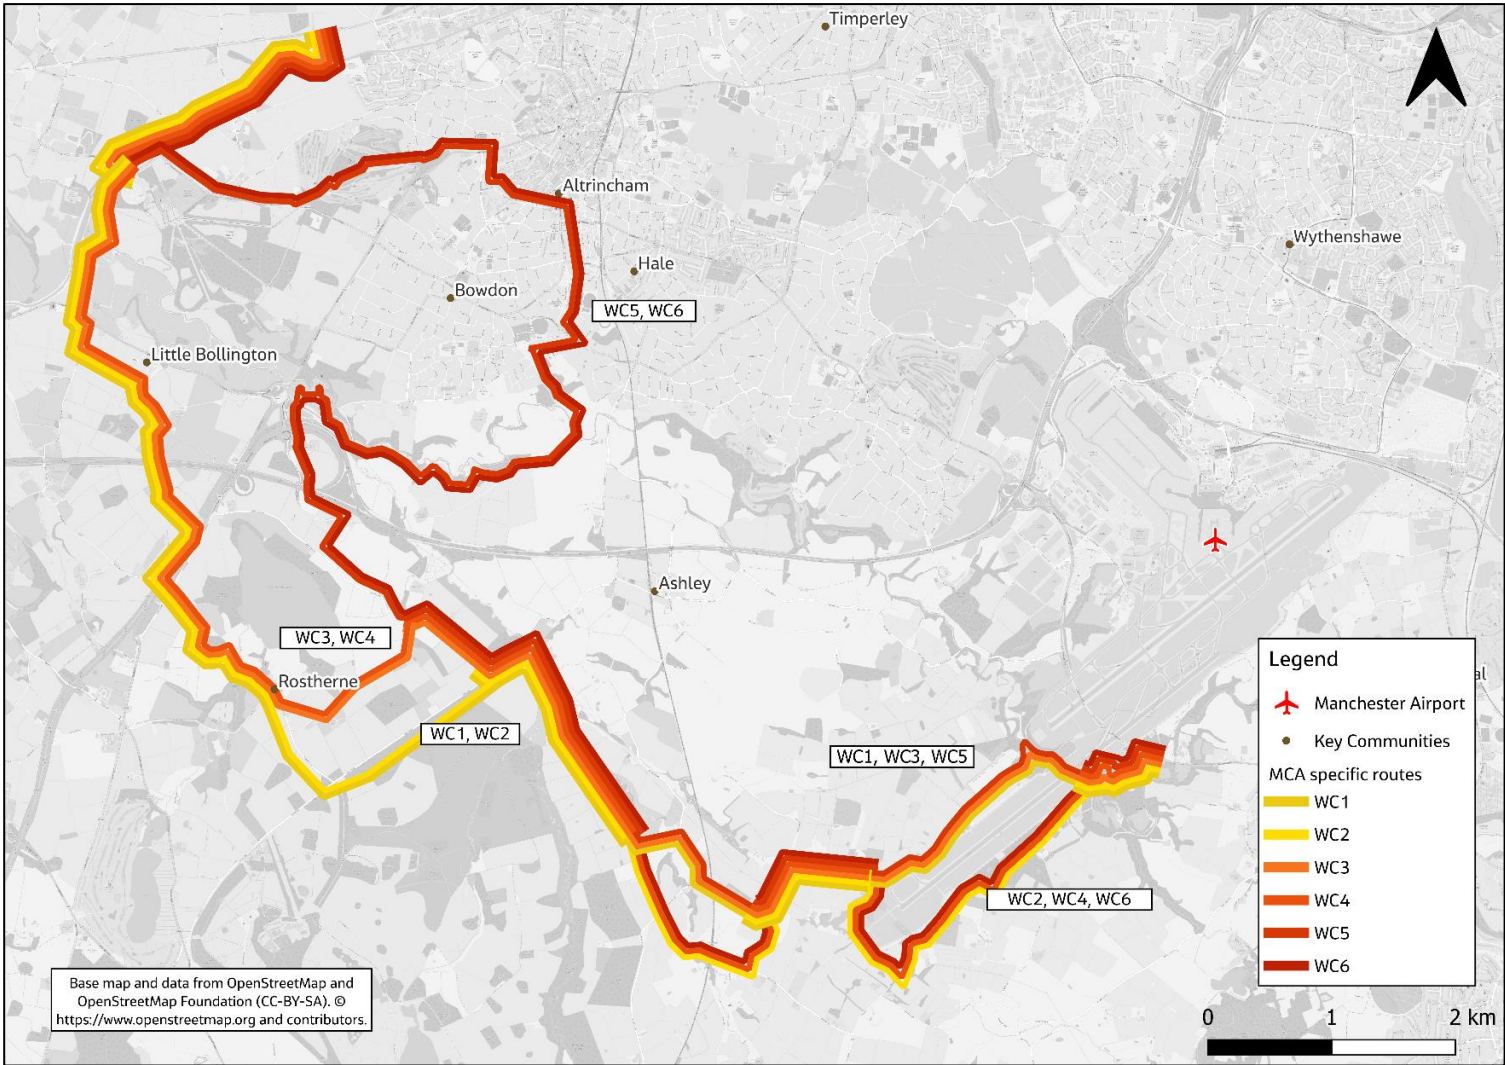 Timperley
Altrincham
Wythenshawe
Hale
Bowdon
WC5, WC6
Little Bollington
Ashley
WC3, WC4
Rostherne
WC1, WC2
WC1, WC3, WC5
WC2, WC4, WC6
al
Legend
Manchester Airport
Key Communities
MCA specific routes
WC1
WC2
WC3
WC4
WC5
WC6
Base map and data from OpenStreetMap and
OpenStreetMap Foundation (CC-BY-SA). ©
https://www.openstreetmap.org and contributors.
0 1 2 km